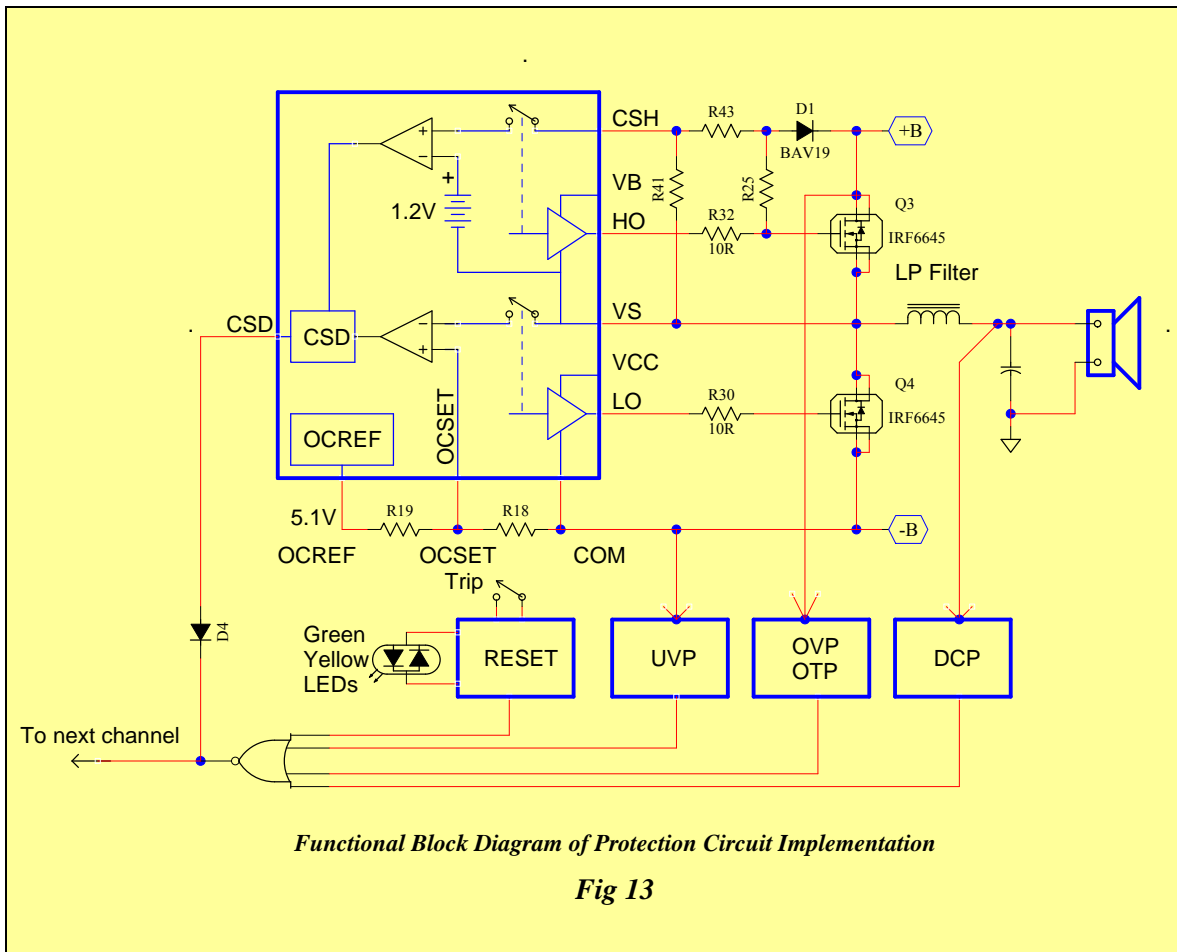 CSH
R43
D1
BAV19
+B
R41
R25
VB
HO
R32
10R
Q3
IRF6645
+
-
+
1.2V
LP Filter
CSD
CSD
-
+
VS
VCC
LO
R30
10R
Q4
IRF6645
OCREF
OCSET
5.1V
R19
R18
-B
OCREF
OCSET
COM
Trip
D4
Green
Yellow
LEDs
RESET
UVP
OVP
OTP
DCP
To next channel
Functional Block Diagram of Protection Circuit Implementation
Fig 13